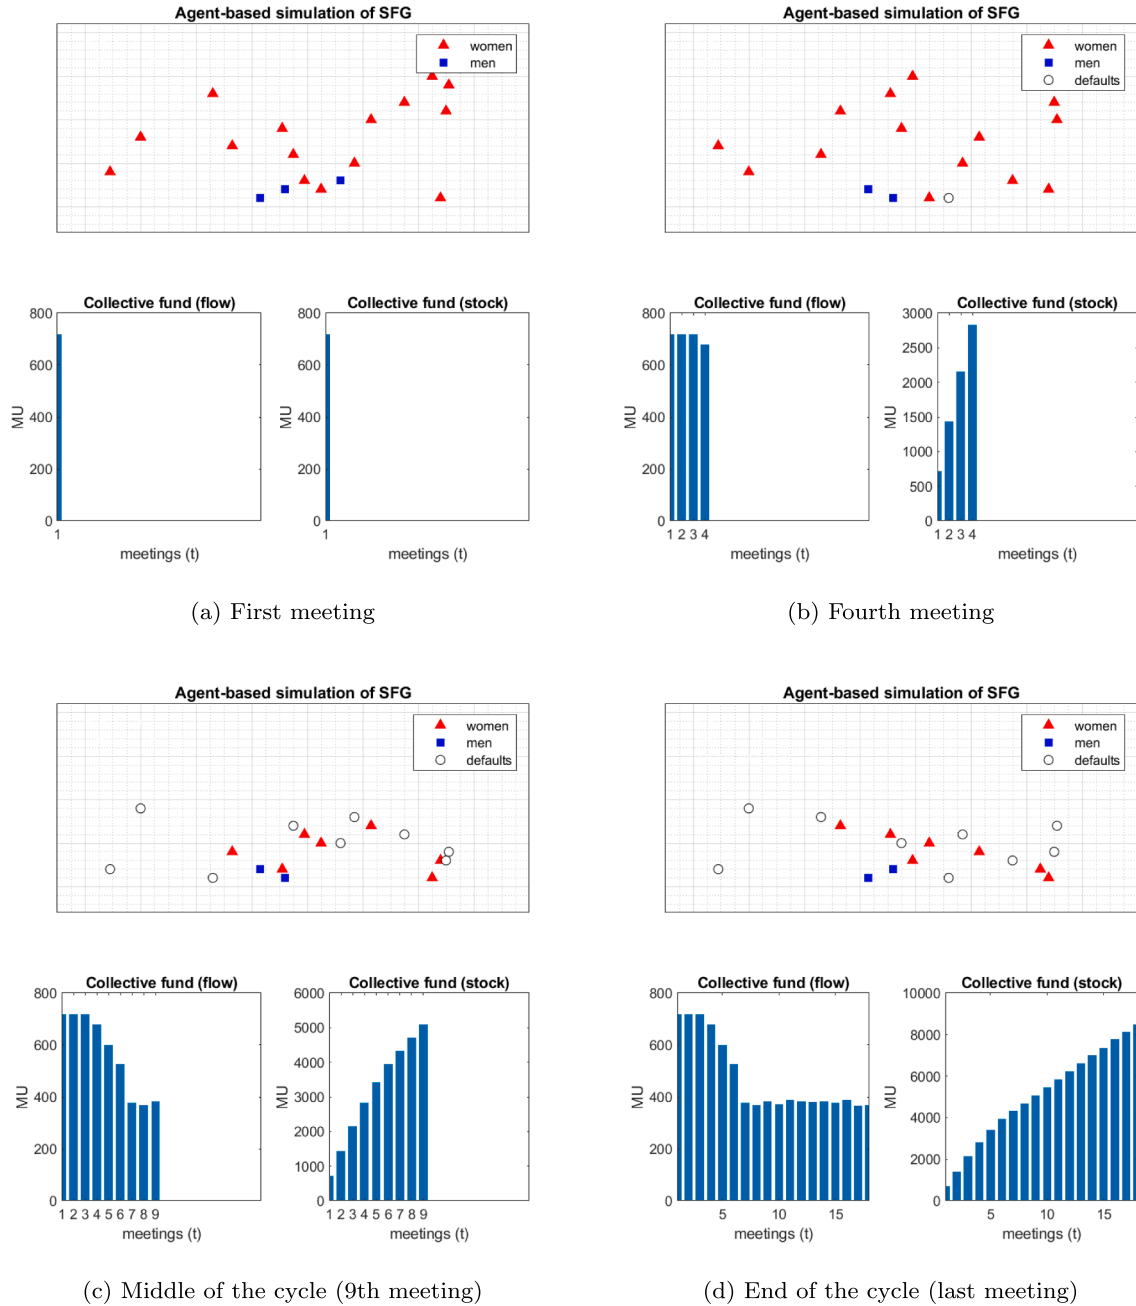 Agent-based simulation of SFG
women
men
Collective fund (flow)
800
600
400
200
0
MU
1
meetings (t)
Collective fund (stock)
800
600
400
200
0
MU
1
meetings (t)
(a) First meeting
Agent-based simulation of SFG
women
men
defaults
Collective fund (flow)
800
600
400
200
0
MU
1 2 3 4
meetings (t)
Collective fund (stock)
3000
2500
2000
1500
1000
500
0
MU
1 2 3 4
meetings (t)
(b) Fourth meeting
Agent-based simulation of SFG
women
men
defaults
Collective fund (flow)
800
600
400
200
0
MU
1 2 3 4 5 6 7 8 9
meetings (t)
Collective fund (stock)
6000
5000
4000
3000
2000
1000
0
MU
1 2 3 4 5 6 7 8 9
meetings (t)
(c) Middle of the cycle (9th meeting)
Agent-based simulation of SFG
women
men
defaults
Collective fund (flow)
800
600
400
200
0
MU
5 10 15
meetings (t)
Collective fund (stock)
10000
8000
6000
4000
2000
0
MU
5 10 15
meetings (t)
(d) End of the cycle (last meeting)